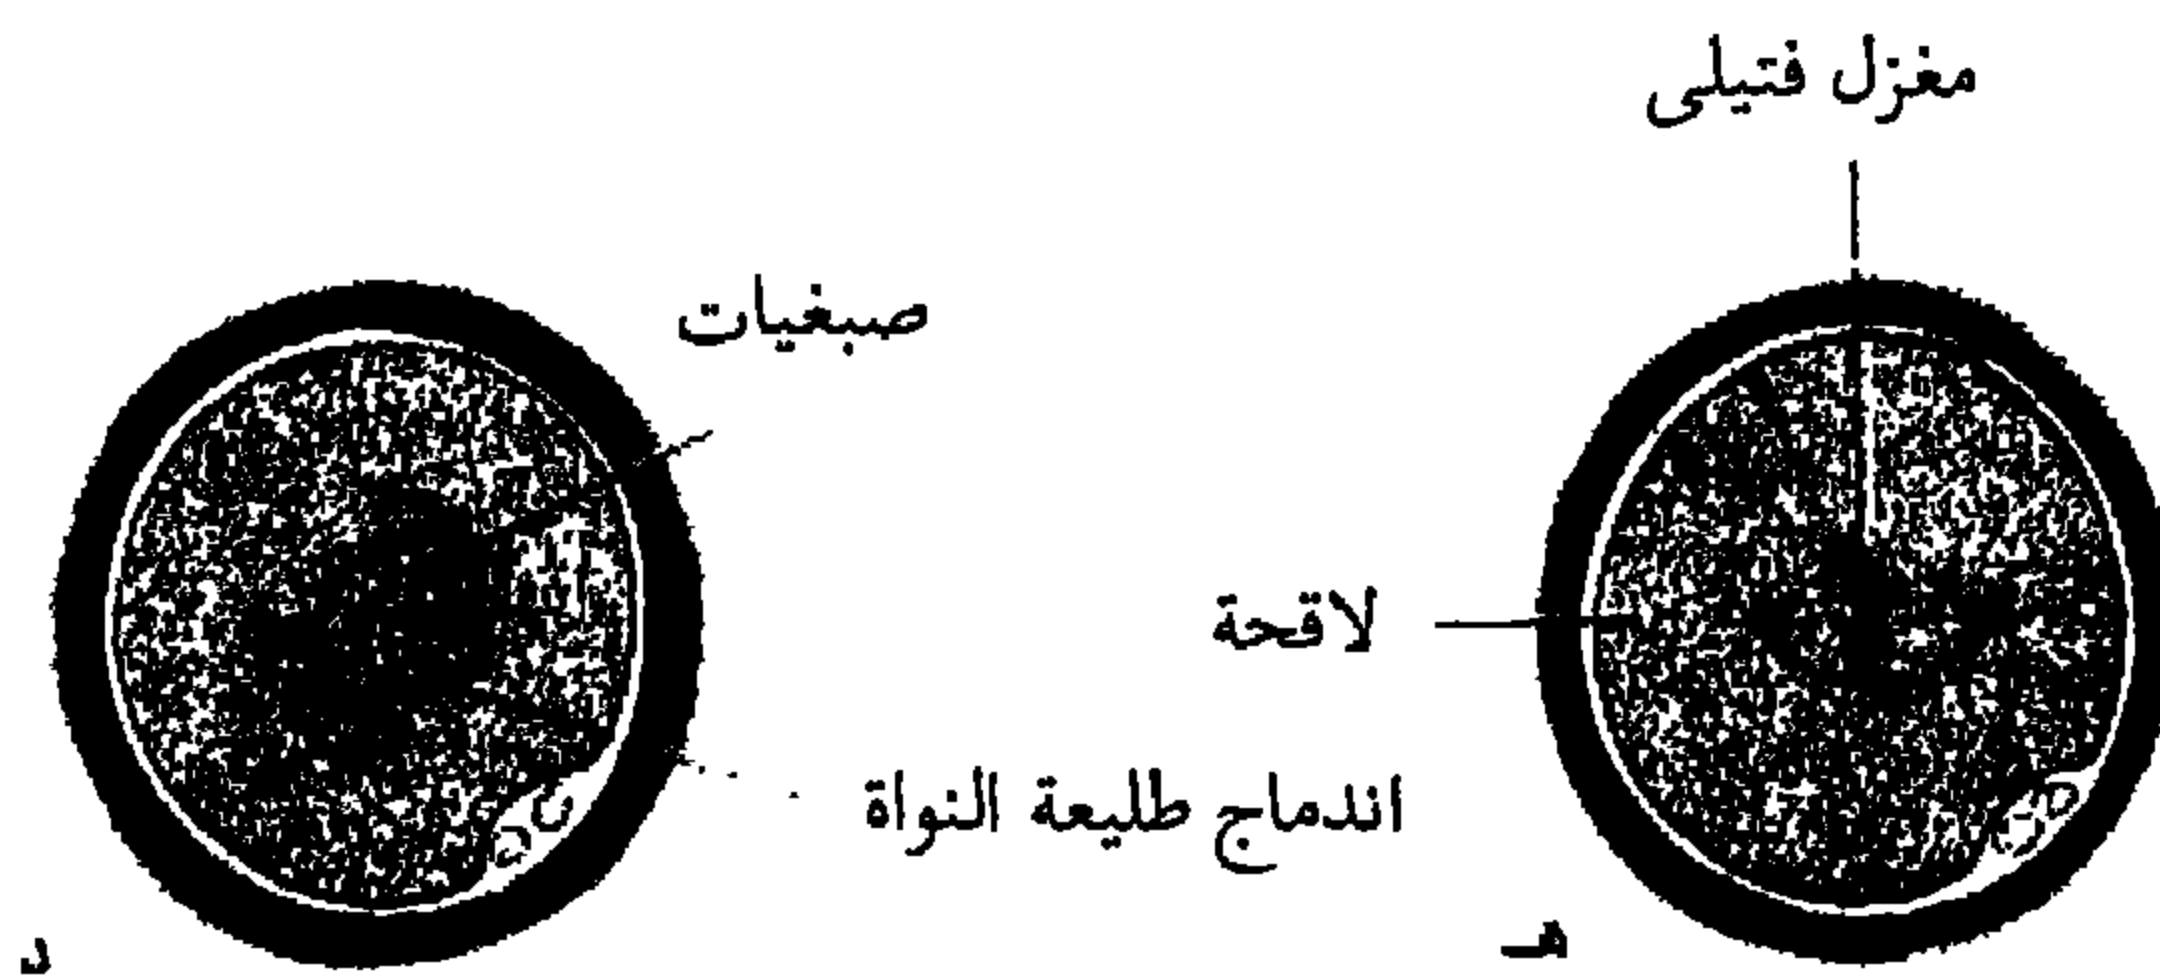 مغزل فتيلى
صبغيات
لاقحة
اندماج طليعة النواة
هـ
د